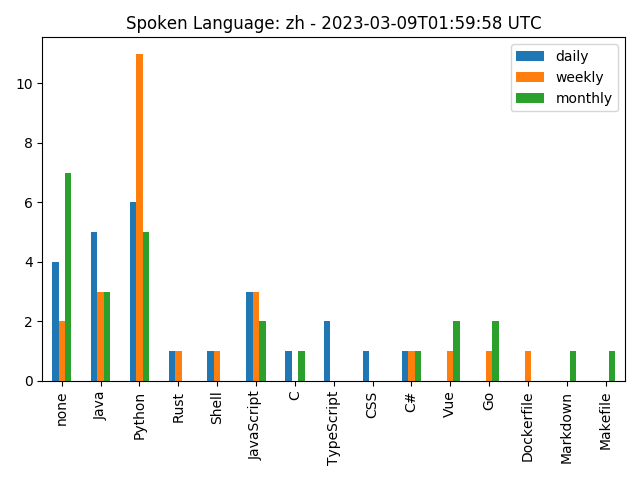 Spoken Language: zh - 2023-03-09T01:59:58 UTC
daily
weekly
monthly
10
8
6
4
2
0
none
Java
Python
Rust
Shell
JavaScript
C
TypeScript
CSS
C#
Vue
Go
Dockerfile
Markdown
Makefile